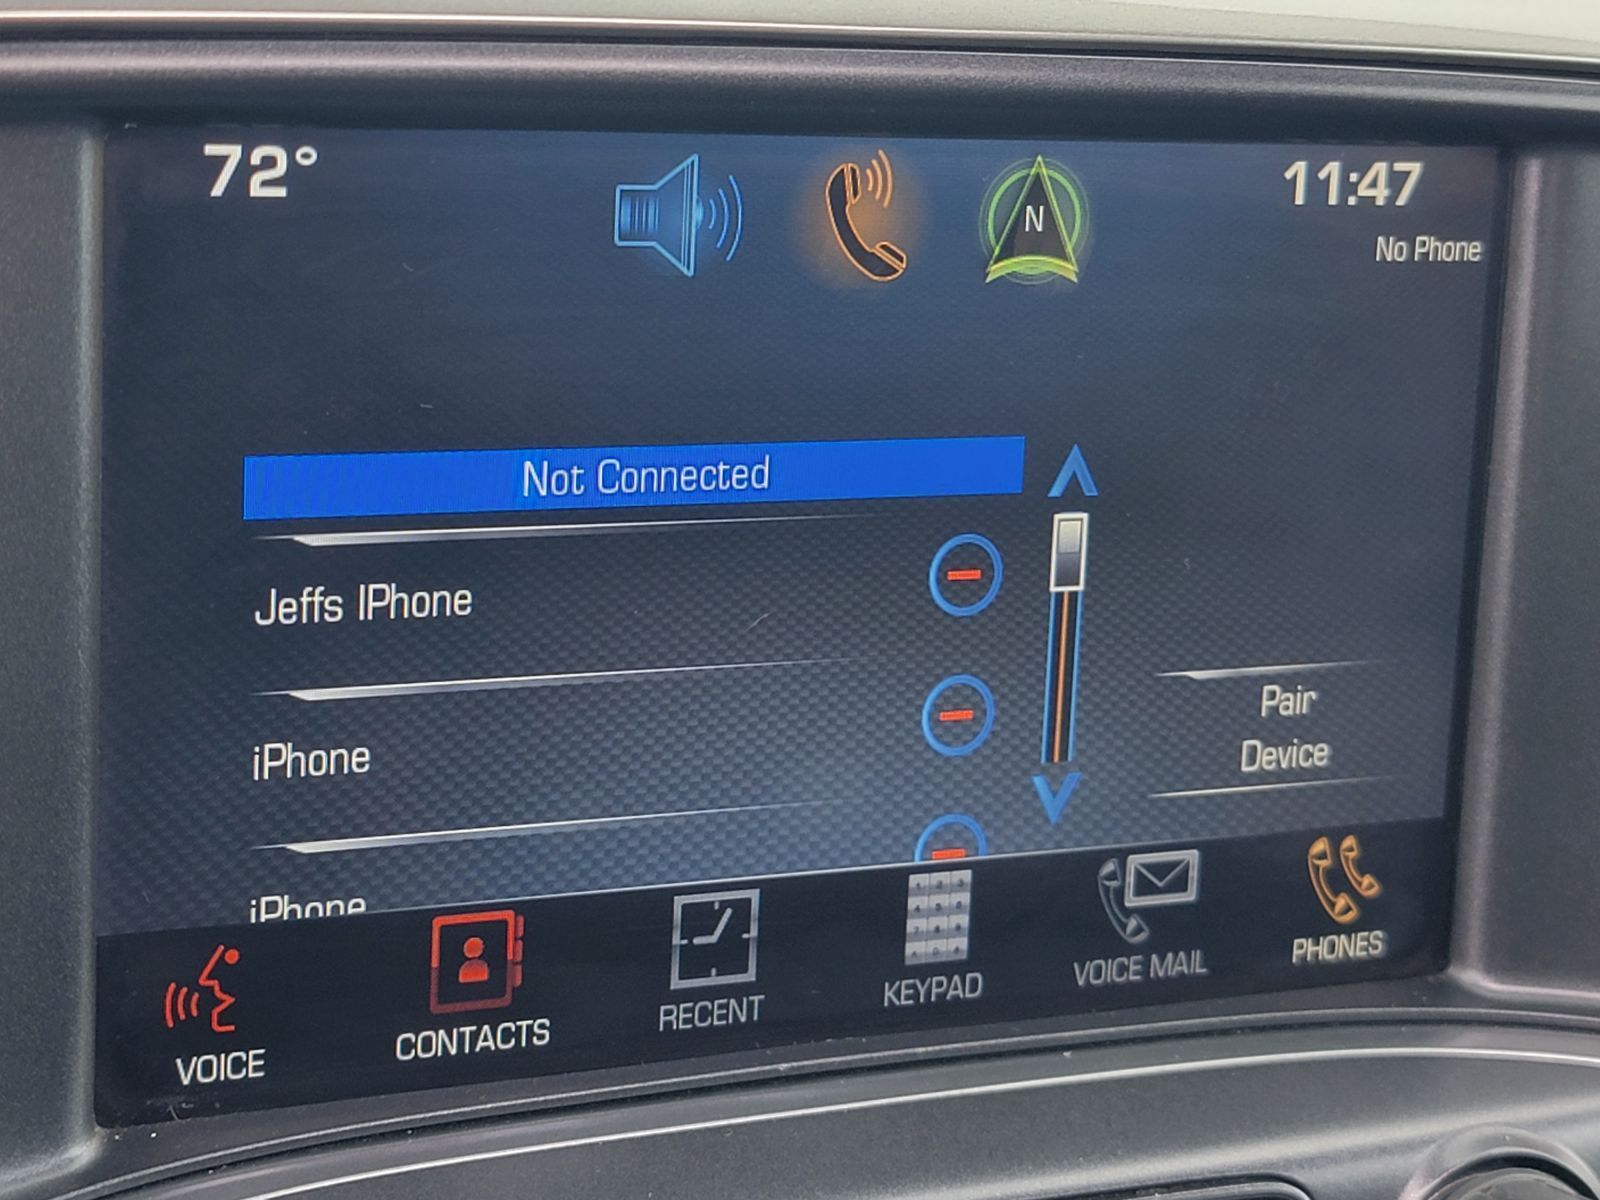 72°
N
11:47
No Phone
Not Connected
Jeffs IPhone
iPhone
Pair
Device
iPhone
VOICE
CONTACTS
RECENT
KEYPAD
VOICE MAIL
PHONES